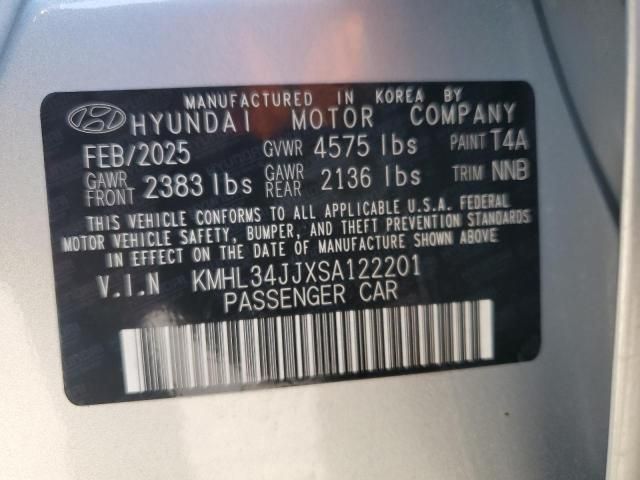 MANUFACTURED IN KOREA BY
HYUNDAI MOTOR COMPANY
FEB/2025 GVWR 4575 lbs PAINT T4A
GAWR FRONT 2383 lbs GAWR REAR 2136 lbs TRIM NNB
THIS VEHICLE CONFORMS TO ALL APPLICABLE U.S.A. FEDERAL
MOTOR VEHICLE SAFETY, BUMPER, AND THEFT PREVENTION STANDARDS
IN EFFECT ON THE DATE OF MANUFACTURE SHOWN ABOVE
V.I.N KMHL34JJXSA122201
PASSENGER CAR